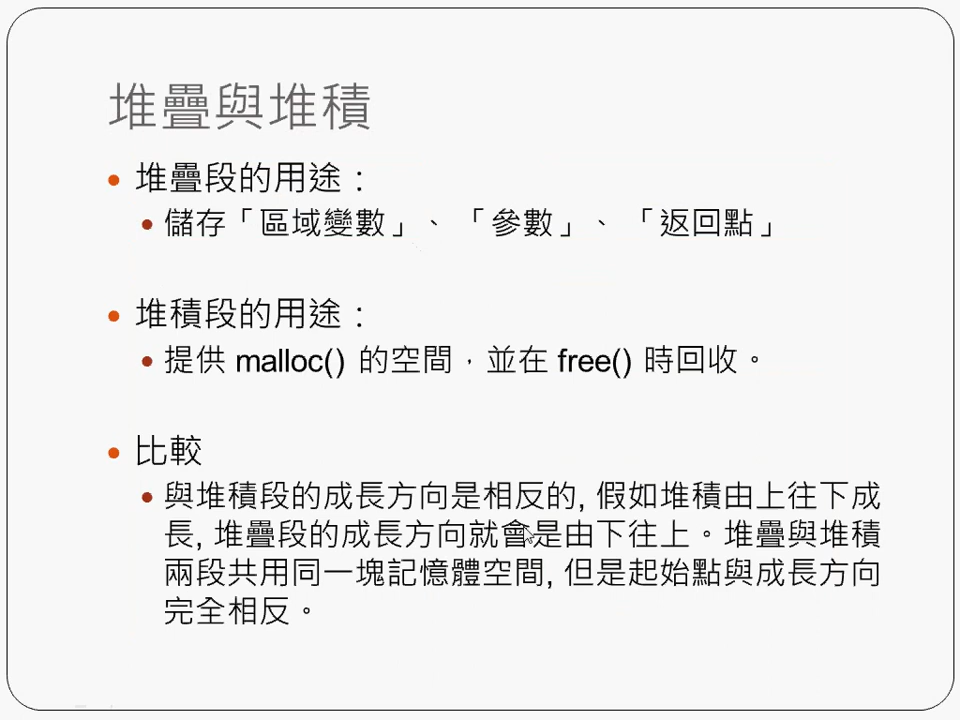 堆疊與堆積
• 堆疊段的用途：
• 儲存「區域變數」、「參數」、「返回點」
• 堆積段的用途：
• 提供 malloc() 的空間，並在 free() 時回收。
• 比較
• 與堆積段的成長方向是相反的, 假如堆積由上往下成
長, 堆疊段的成長方向就會是由下往上。堆疊與堆積
兩段共用同一塊記憶體空間, 但是起始點與成長方向
完全相反。